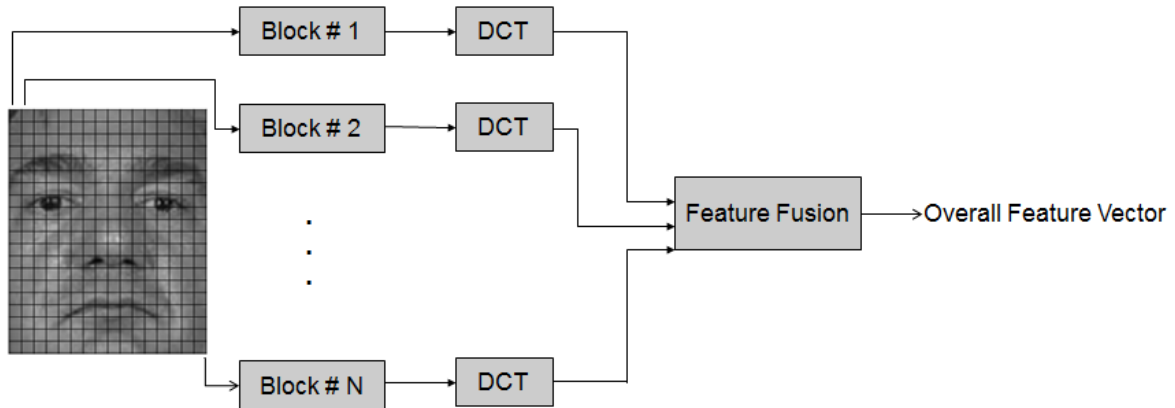 Block # 1
DCT
Block # 2
DCT
.
.
.
Feature Fusion
Overall Feature Vector
Block # N
DCT